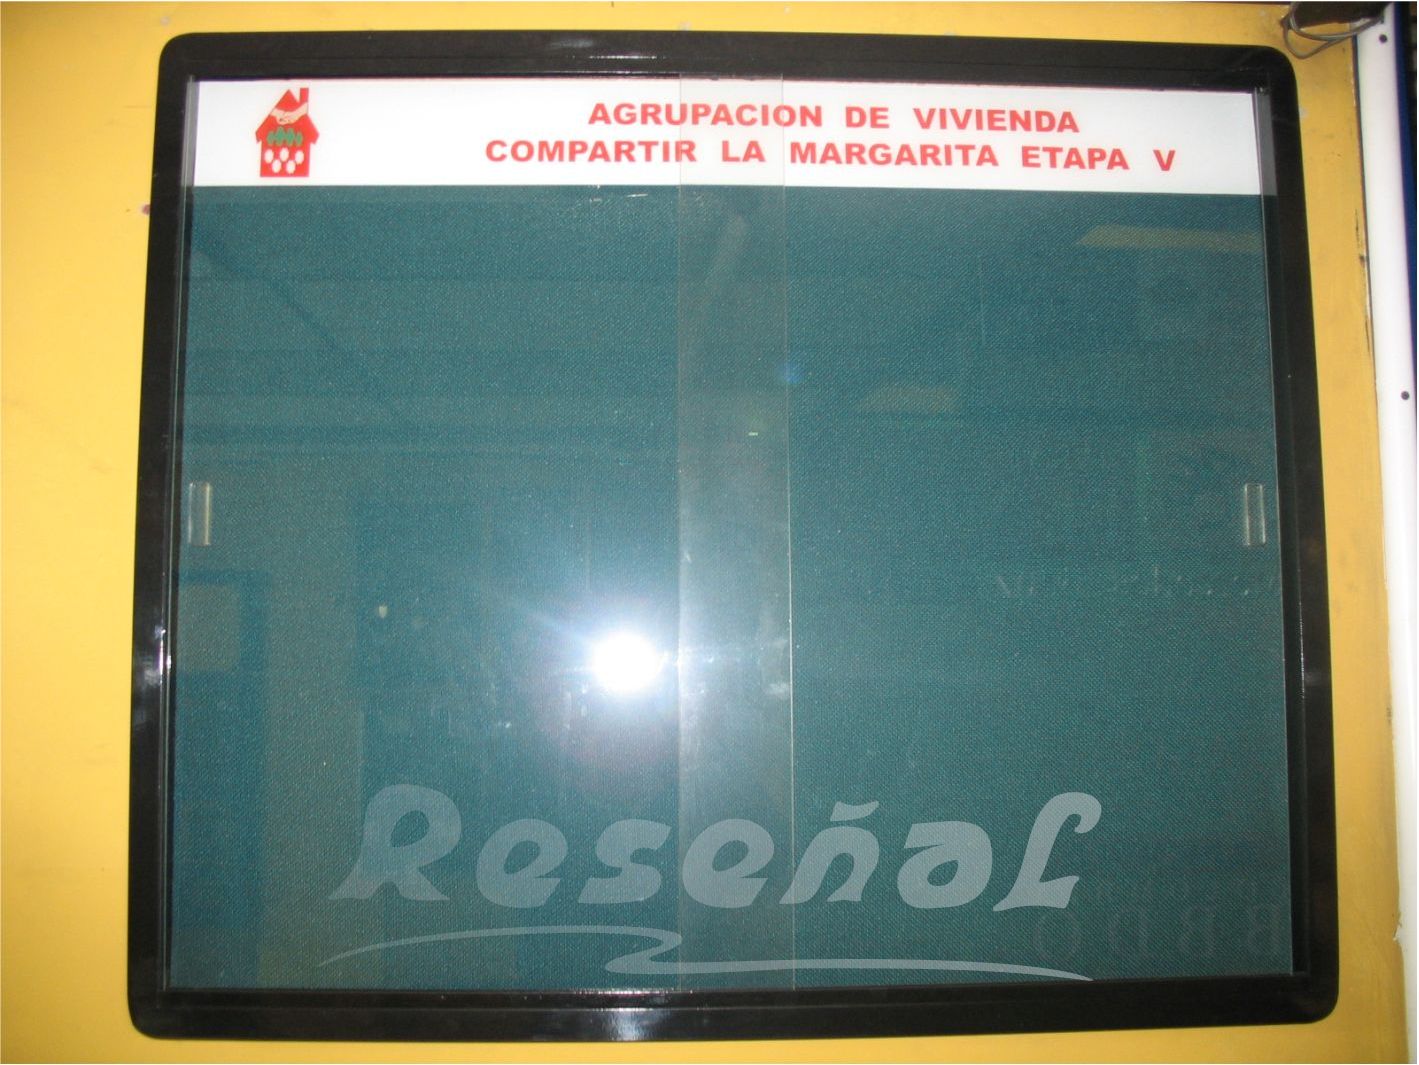 AGRUPACION DE VIVIENDA
COMPARTIR LA MARGARITA ETAPA V
Reseñal